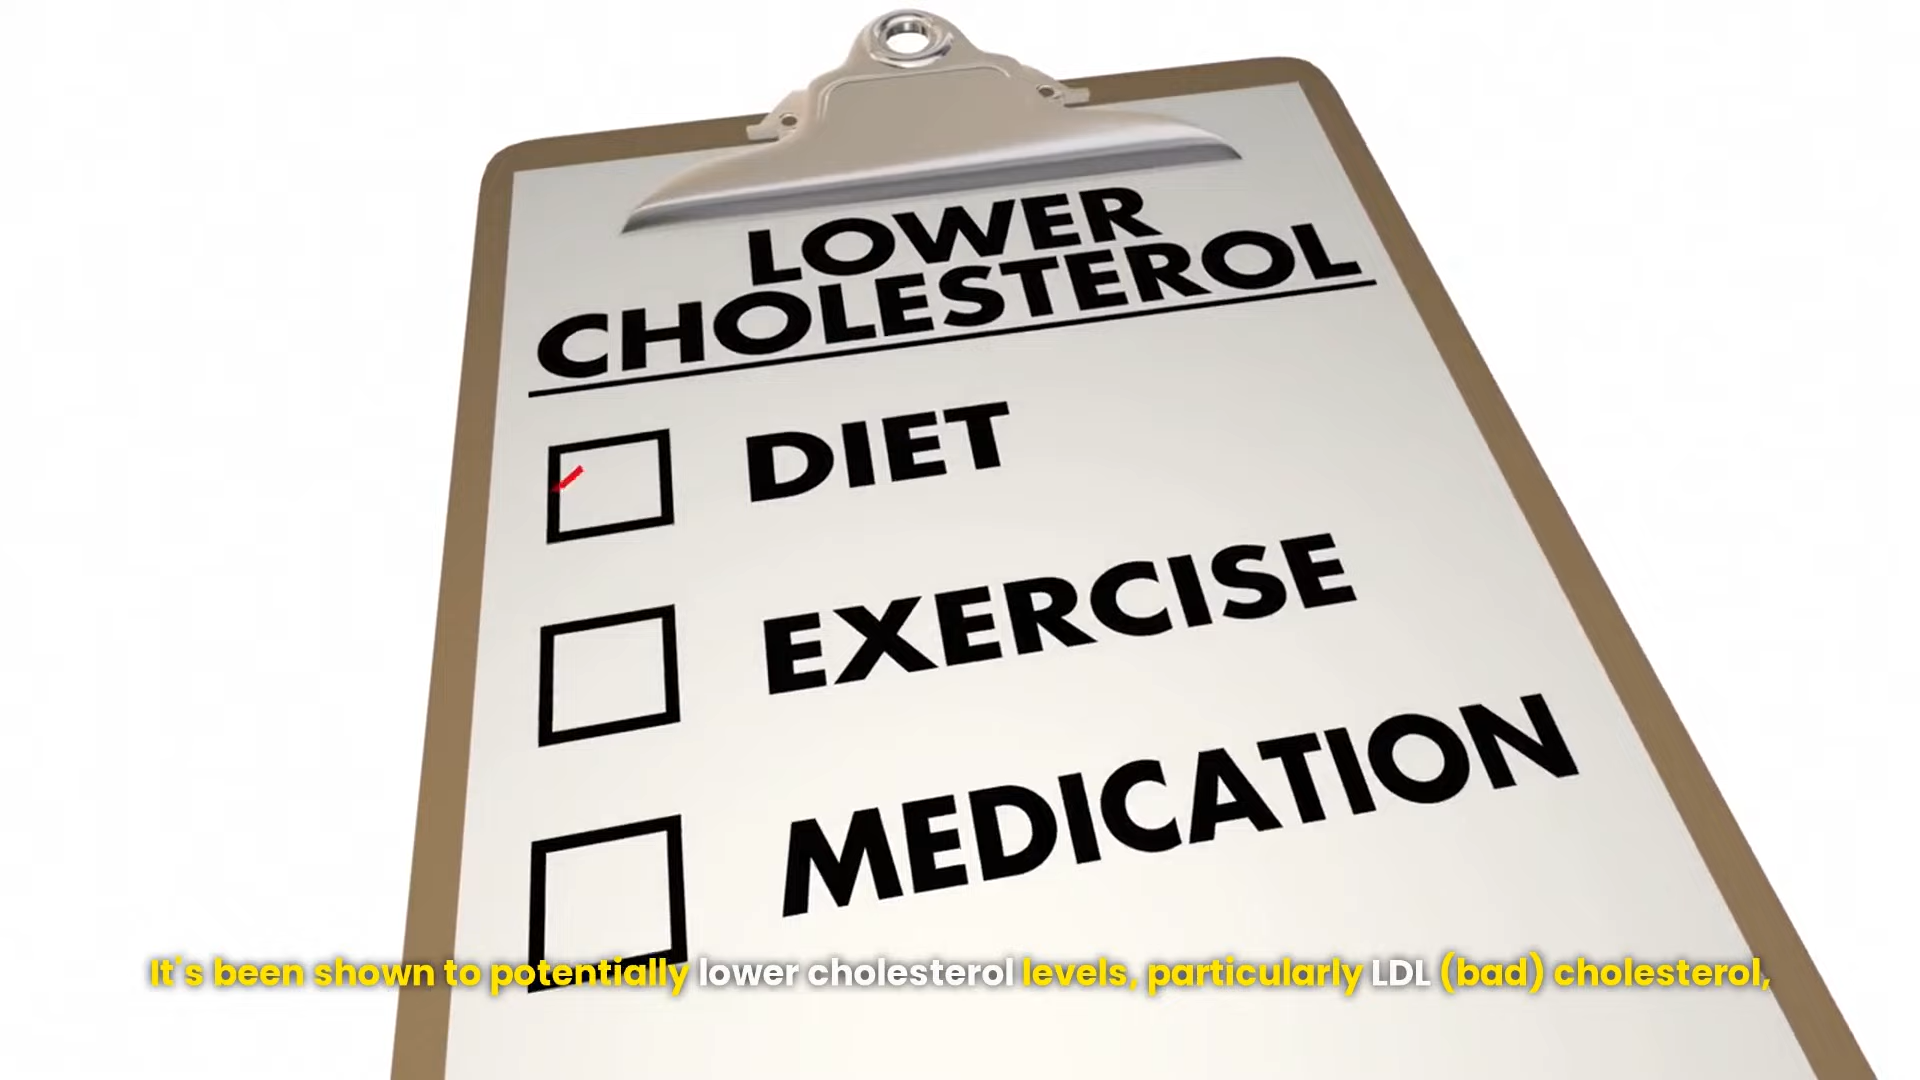 LOWER
CHOLESTEROL
DIET
EXERCISE
MEDICATION
It's been shown to potentially lower cholesterol levels, particularly LDL (bad) cholesterol,